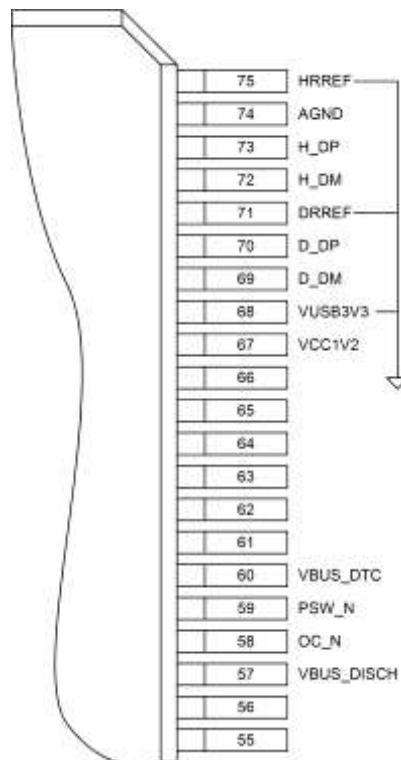 75 HRREF
74 AGND
73 H_DP
72 H_DM
71 DRREF
70 D_DP
69 D_DM
68 VUSB3V3
67 VCC1V2
66
65
64
63
62
61
60 VBUS_DTC
59 PSW_N
58 OC_N
57 VBUS_DISCH
56
55